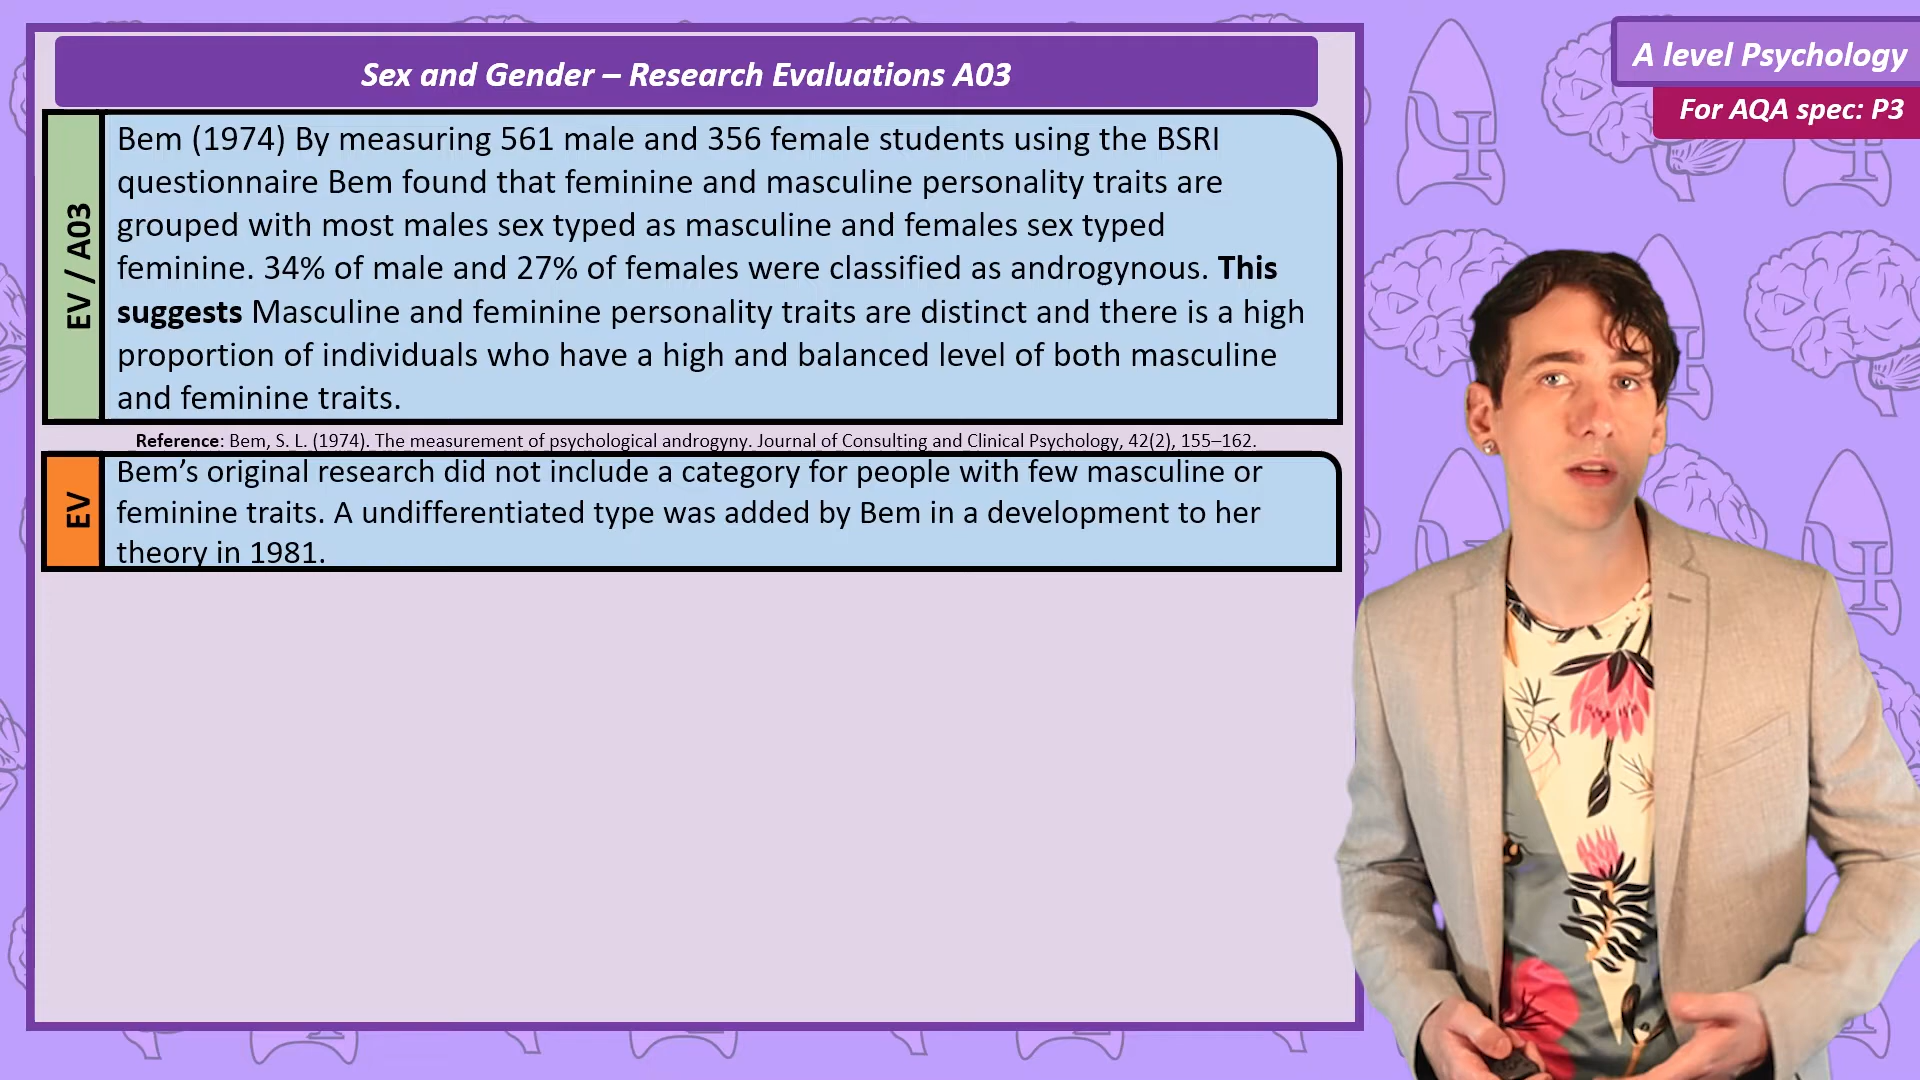 Sex and Gender – Research Evaluations A03
A level Psychology
For AQA spec: P3
EV / A03
Bem (1974) By measuring 561 male and 356 female students using the BSRI
questionnaire Bem found that feminine and masculine personality traits are
grouped with most males sex typed as masculine and females sex typed
feminine. 34% of male and 27% of females were classified as androgynous. This
suggests Masculine and feminine personality traits are distinct and there is a high
proportion of individuals who have a high and balanced level of both masculine
and feminine traits.
Reference: Bem, S. L. (1974). The measurement of psychological androgyny. Journal of Consulting and Clinical Psychology, 42(2), 155–162.
EV
Bem’s original research did not include a category for people with few masculine or
feminine traits. A undifferentiated type was added by Bem in a development to her
theory in 1981.